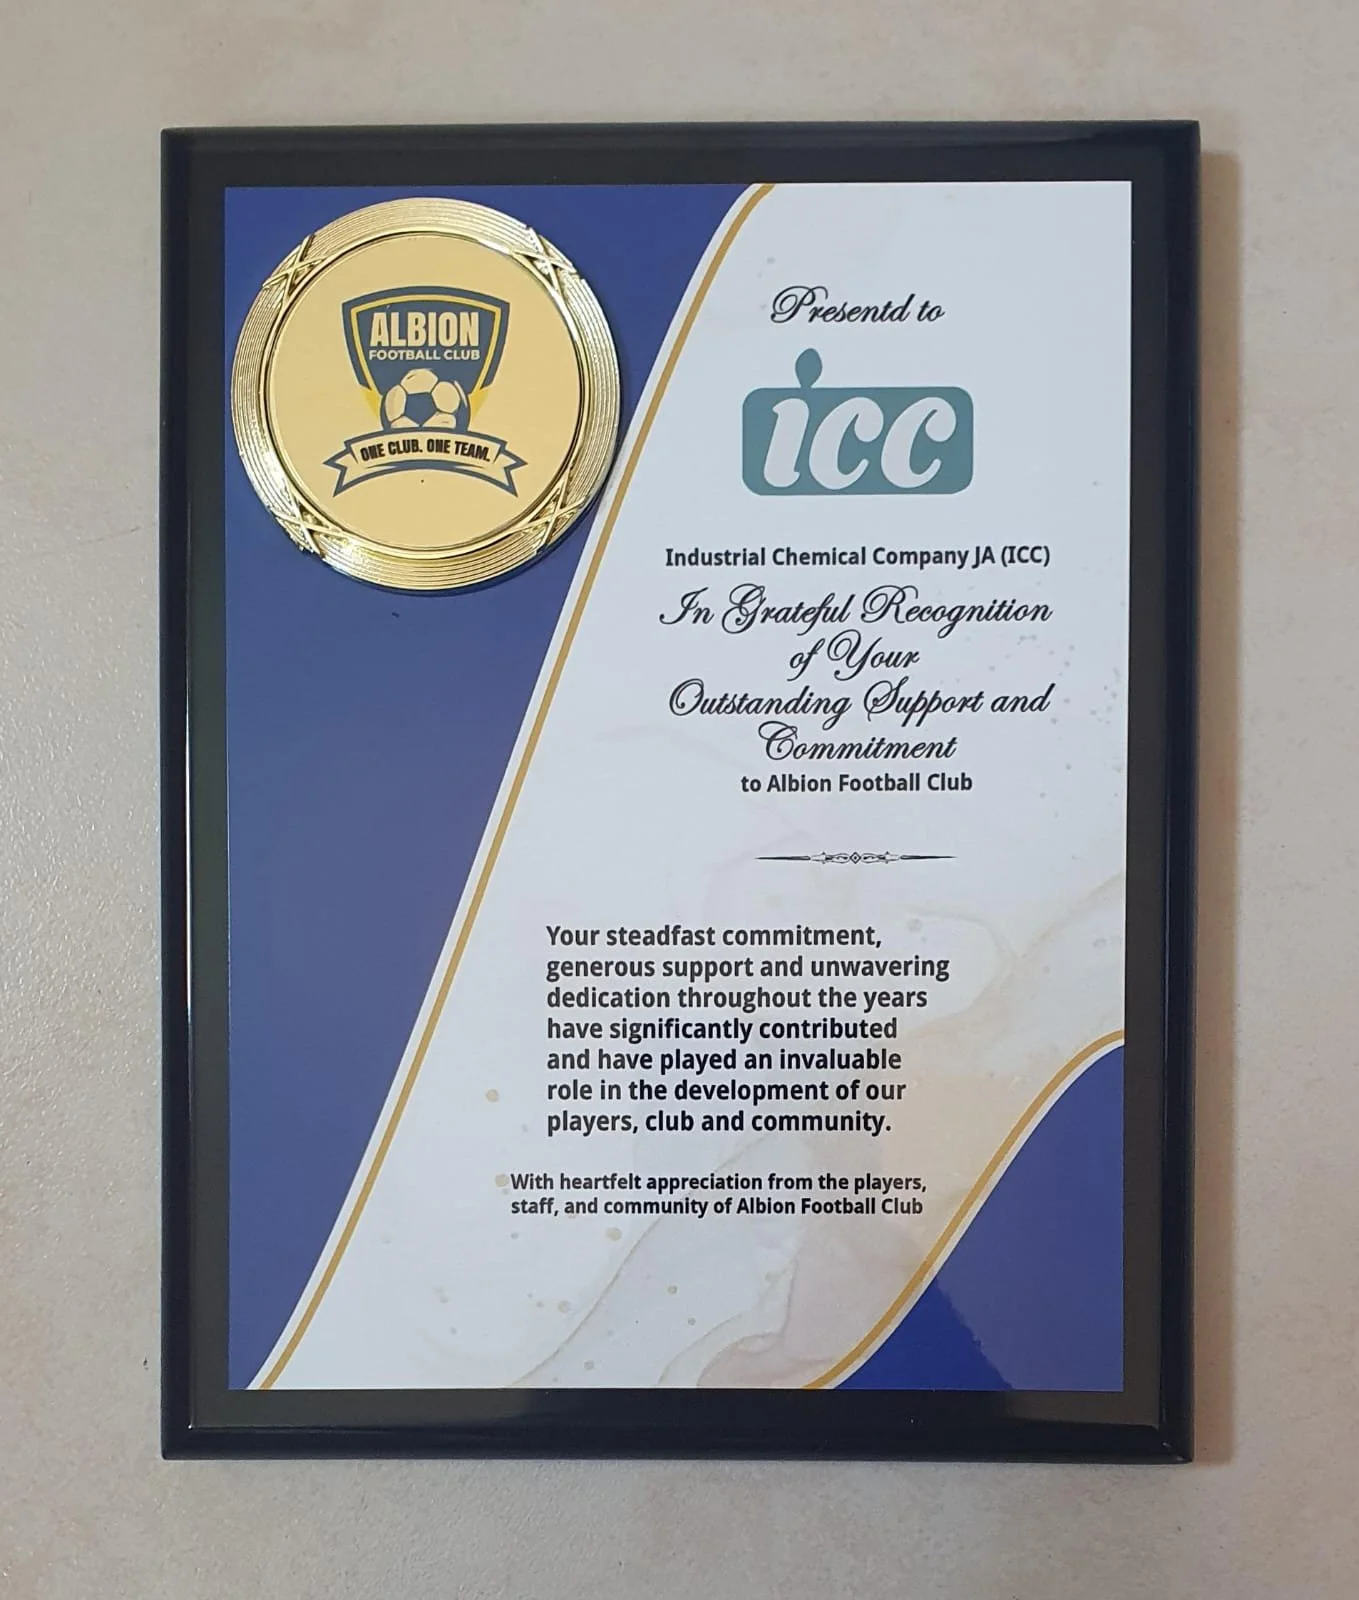 ALBION
FOOTBALL CLUB
ONE CLUB. ONE TEAM.
Presentd to
icc
Industrial Chemical Company JA (ICC)
In Grateful Recognition
of Your
Outstanding Support and
Commitment
to Albion Football Club
Your steadfast commitment,
generous support and unwavering
dedication throughout the years
have significantly contributed
and have played an invaluable
role in the development of our
players, club and community.
With heartfelt appreciation from the players,
staff, and community of Albion Football Club